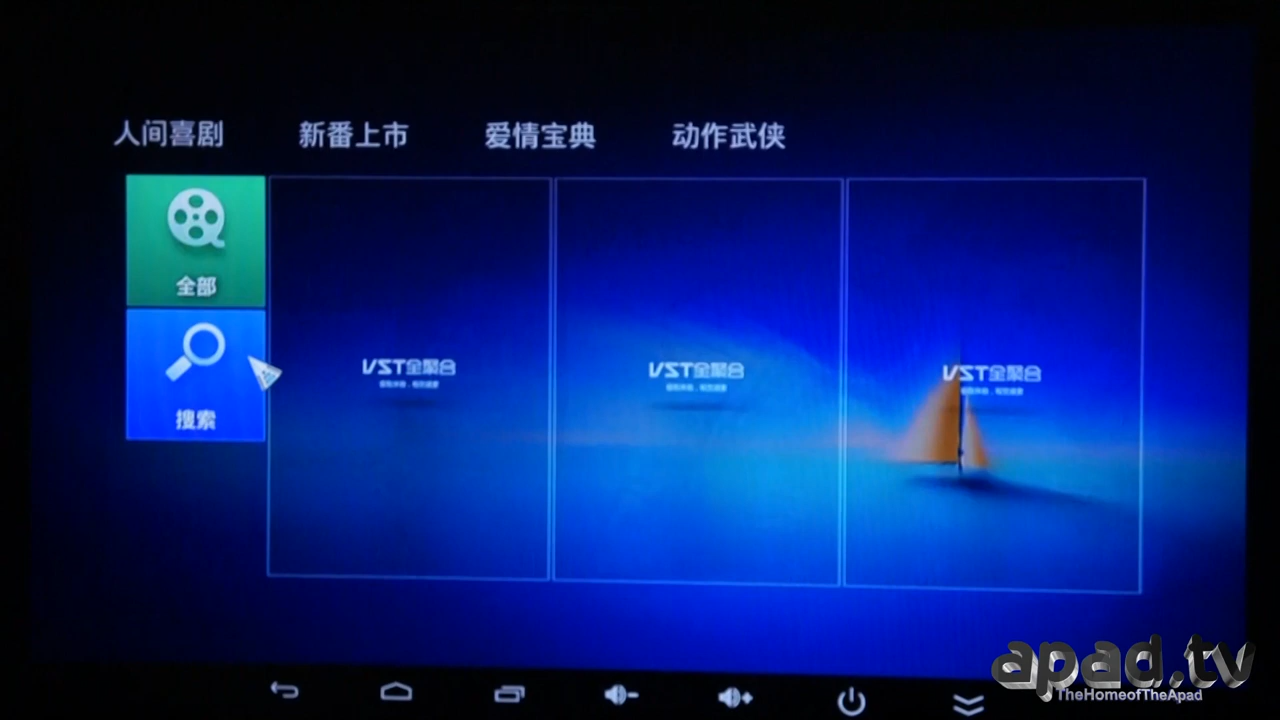 人间喜剧 新番上市 爱情宝典 动作武侠
全部
搜索
VST全聚合
VST全聚合
VST全聚合
apad.tv
TheHomeofTheApad